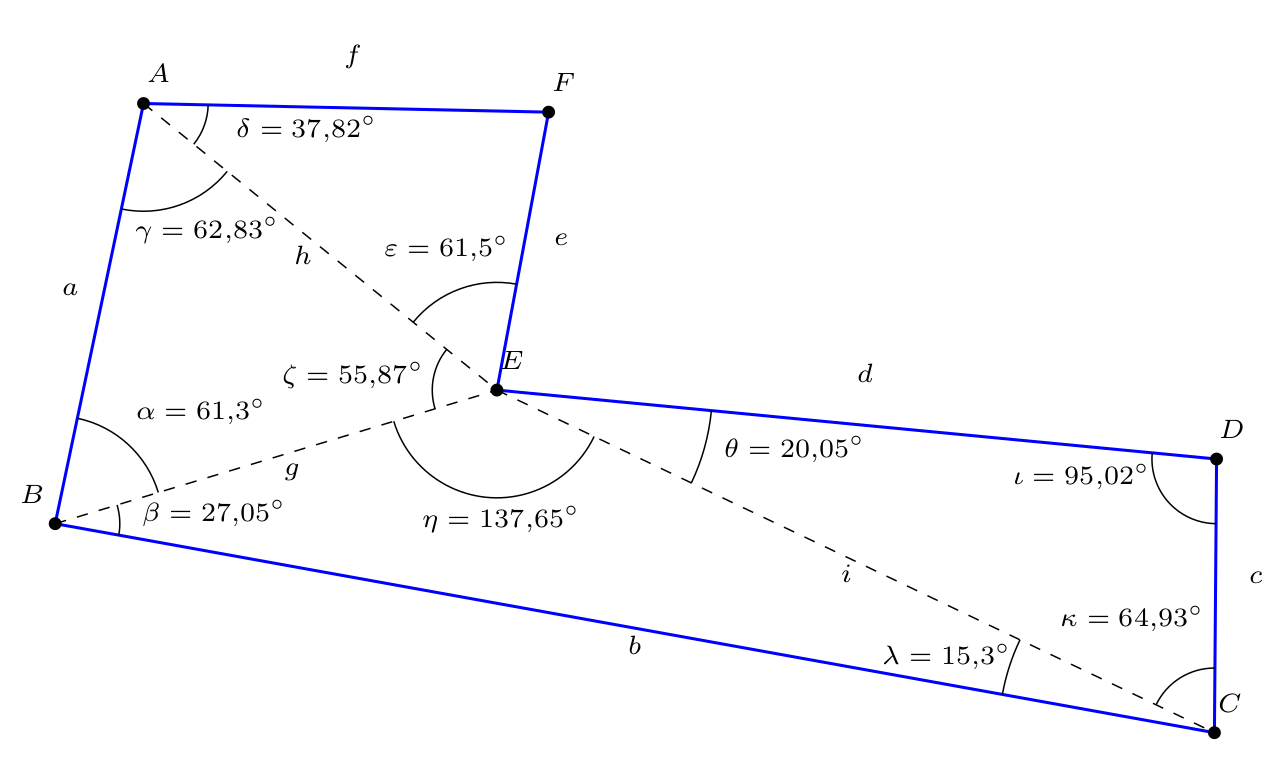 f
A
F
δ = 37,82°
γ = 62,83°
h
ε = 61,5°
e
a
E
ζ = 55,87°
d
α = 61,3°
D
θ = 20,05°
g
ι = 95,02°
B
β = 27,05°
η = 137,65°
i
c
κ = 64,93°
b
λ = 15,3°
C